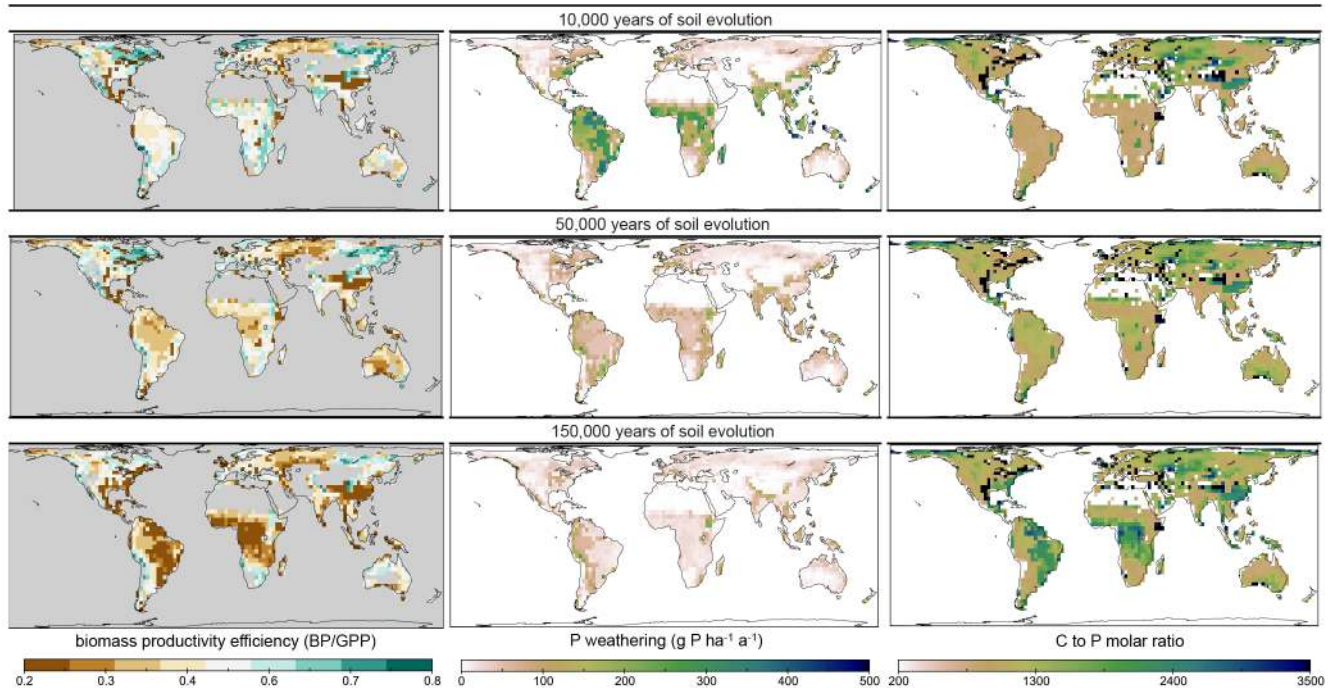 10,000 years of soil evolution
50,000 years of soil evolution
150,000 years of soil evolution
biomass productivity efficiency (BP/GPP)
P weathering (g P ha⁻¹ a⁻¹)
C to P molar ratio
0.2 0.3 0.4 0.5 0.6 0.7 0.8
0 100 200 300 400 500
200 1300 2400 3500